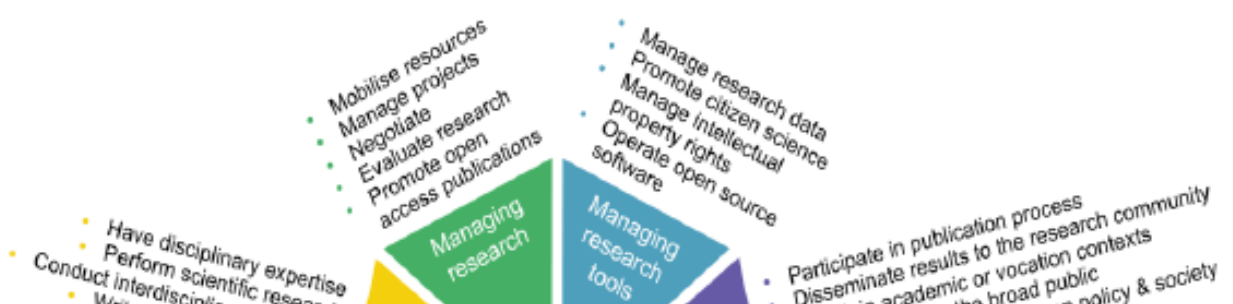 Mobilise resources
Manage projects
Negotiate
Evaluate research
Promote open
access publications
Managing
research
Manage research data
Promote citizen science
Manage intellectual
property rights
Operate open source
software
Managing
research
tools
Have disciplinary expertise
Perform scientific
Conduct
Participate in publication process
Disseminate results to the research community
academic or vocation contexts
the broad public
policy & society